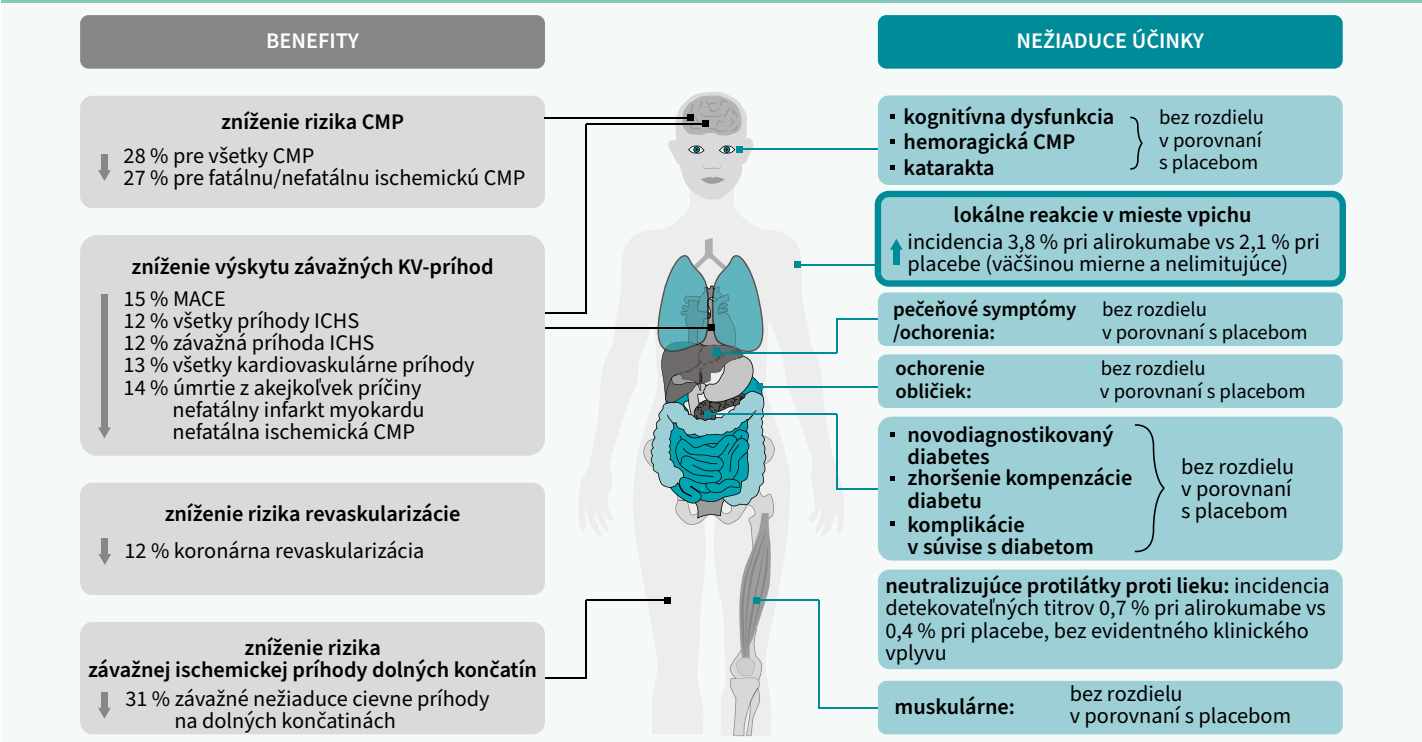 BENEFITY
zníženie rizika CMP
28 % pre všetky CMP
27 % pre fatálnu/nefatálnu ischemickú CMP
zníženie výskytu závažných KV-príhod
15 % MACE
12 % všetky príhody ICHS
12 % závažná príhoda ICHS
13 % všetky kardiovaskulárne príhody
14 % úmrtie z akejkoľvek príčiny
nefatálny infarkt myokardu
nefatálna ischemická CMP
zníženie rizika revaskularizácie
12 % koronárna revaskularizácia
zníženie rizika
závažnej ischemickej príhody dolných končatín
31 % závažné nežiaduce cievne príhody
na dolných končatinách
NEŽIADUCE ÚČINKY
▪ kognitívna dysfunkcia
▪ hemoragická CMP
▪ katarakta
bez rozdielu
v porovnaní
s placebom
lokálne reakcie v mieste vpichu
incidencia 3,8 % pri alirokumabe vs 2,1 % pri
placebe (väčšinou mierne a nelimitujúce)
pečeňové symptómy
/ochorenia:
bez rozdielu
v porovnaní s placebom
ochorenie
obličiek:
bez rozdielu
v porovnaní s placebom
▪ novodiagnostikovaný
diabetes
▪ zhoršenie kompenzácie
diabetu
▪ komplikácie
v súvise s diabetom
bez rozdielu
v porovnaní
s placebom
neutralizujúce protilátky proti lieku: incidencia
detekovateľných titrov 0,7 % pri alirokumabe vs
0,4 % pri placebe, bez evidentného klinického
vplyvu
muskulárne:
bez rozdielu
v porovnaní s placebom